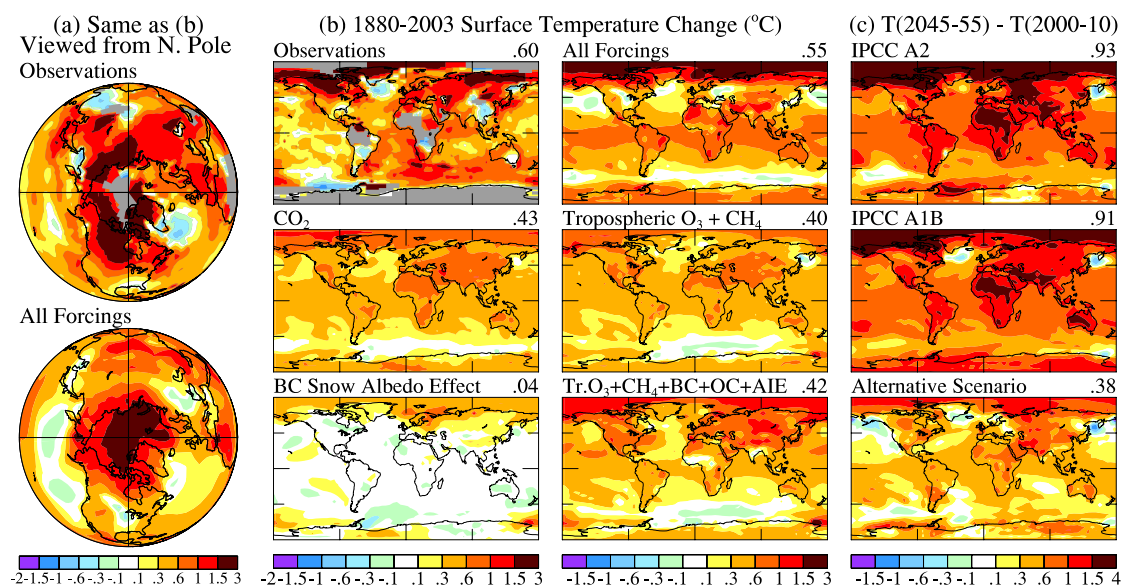 (a) Same as (b)
Viewed from N. Pole
Observations
All Forcings
(b) 1880-2003 Surface Temperature Change (°C)
Observations .60
All Forcings .55
CO2 .43
Tropospheric O3 + CH4 .40
BC Snow Albedo Effect .04
Tr.O3+CH4+BC+OC+AIE .42
(c) T(2045-55) - T(2000-10)
IPCC A2 .93
IPCC A1B .91
Alternative Scenario .38
-2 -1.5 -1 -.6 -.3 -.1 .1 .3 .6 1 1.5 3
-2 -1.5 -1 -.6 -.3 -.1 .1 .3 .6 1 1.5 3
-1.5 -1 -.6 -.3 -.1 .1 .3 .6 1 1.5 3
-1.5 -1 -.6 -.3 -.1 .1 .3 .6 1 1.6 4